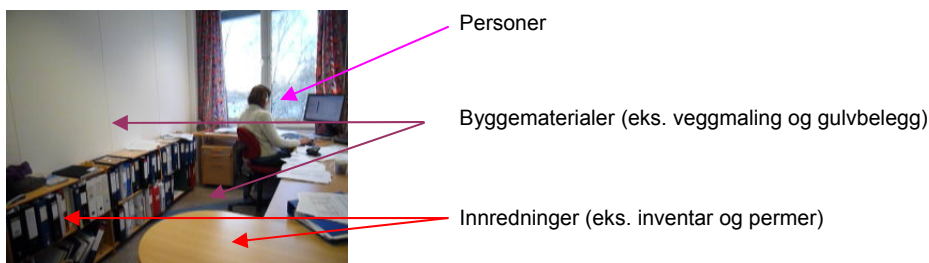 Personer
Byggematerialer (eks. veggmaling og gulvbelegg)
Innredninger (eks. inventar og permer)